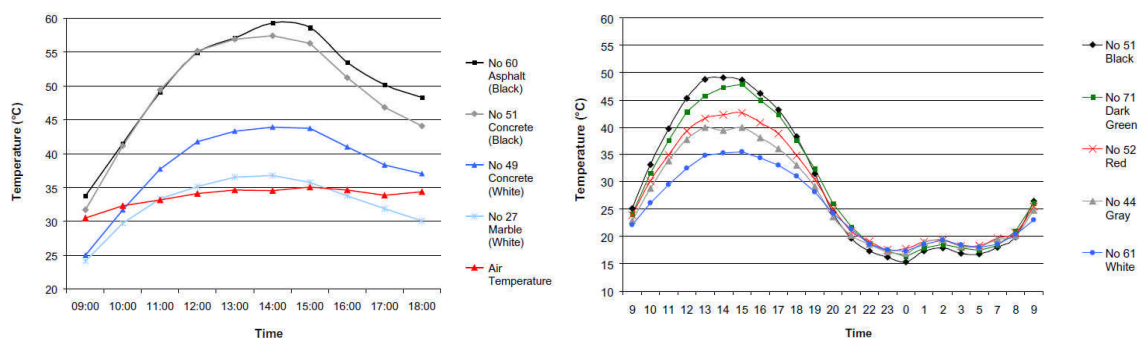 Temperature (°C)
60
55
50
45
40
35
30
25
20
09:00 10:00 11:00 12:00 13:00 14:00 15:00 16:00 17:00 18:00
Time
No 60
Asphalt
(Black)
No 51
Concrete
(Black)
No 49
Concrete
(White)
No 27
Marble
(White)
Air
Temperature
Temperature (°C)
60
55
50
45
40
35
30
25
20
15
10
9 10 11 12 13 14 15 16 17 18 19 20 21 22 23 0 1 2 3 5 7 8 9
Time
No 51
Black
No 71
Dark
Green
No 52
Red
No 44
Gray
No 61
White